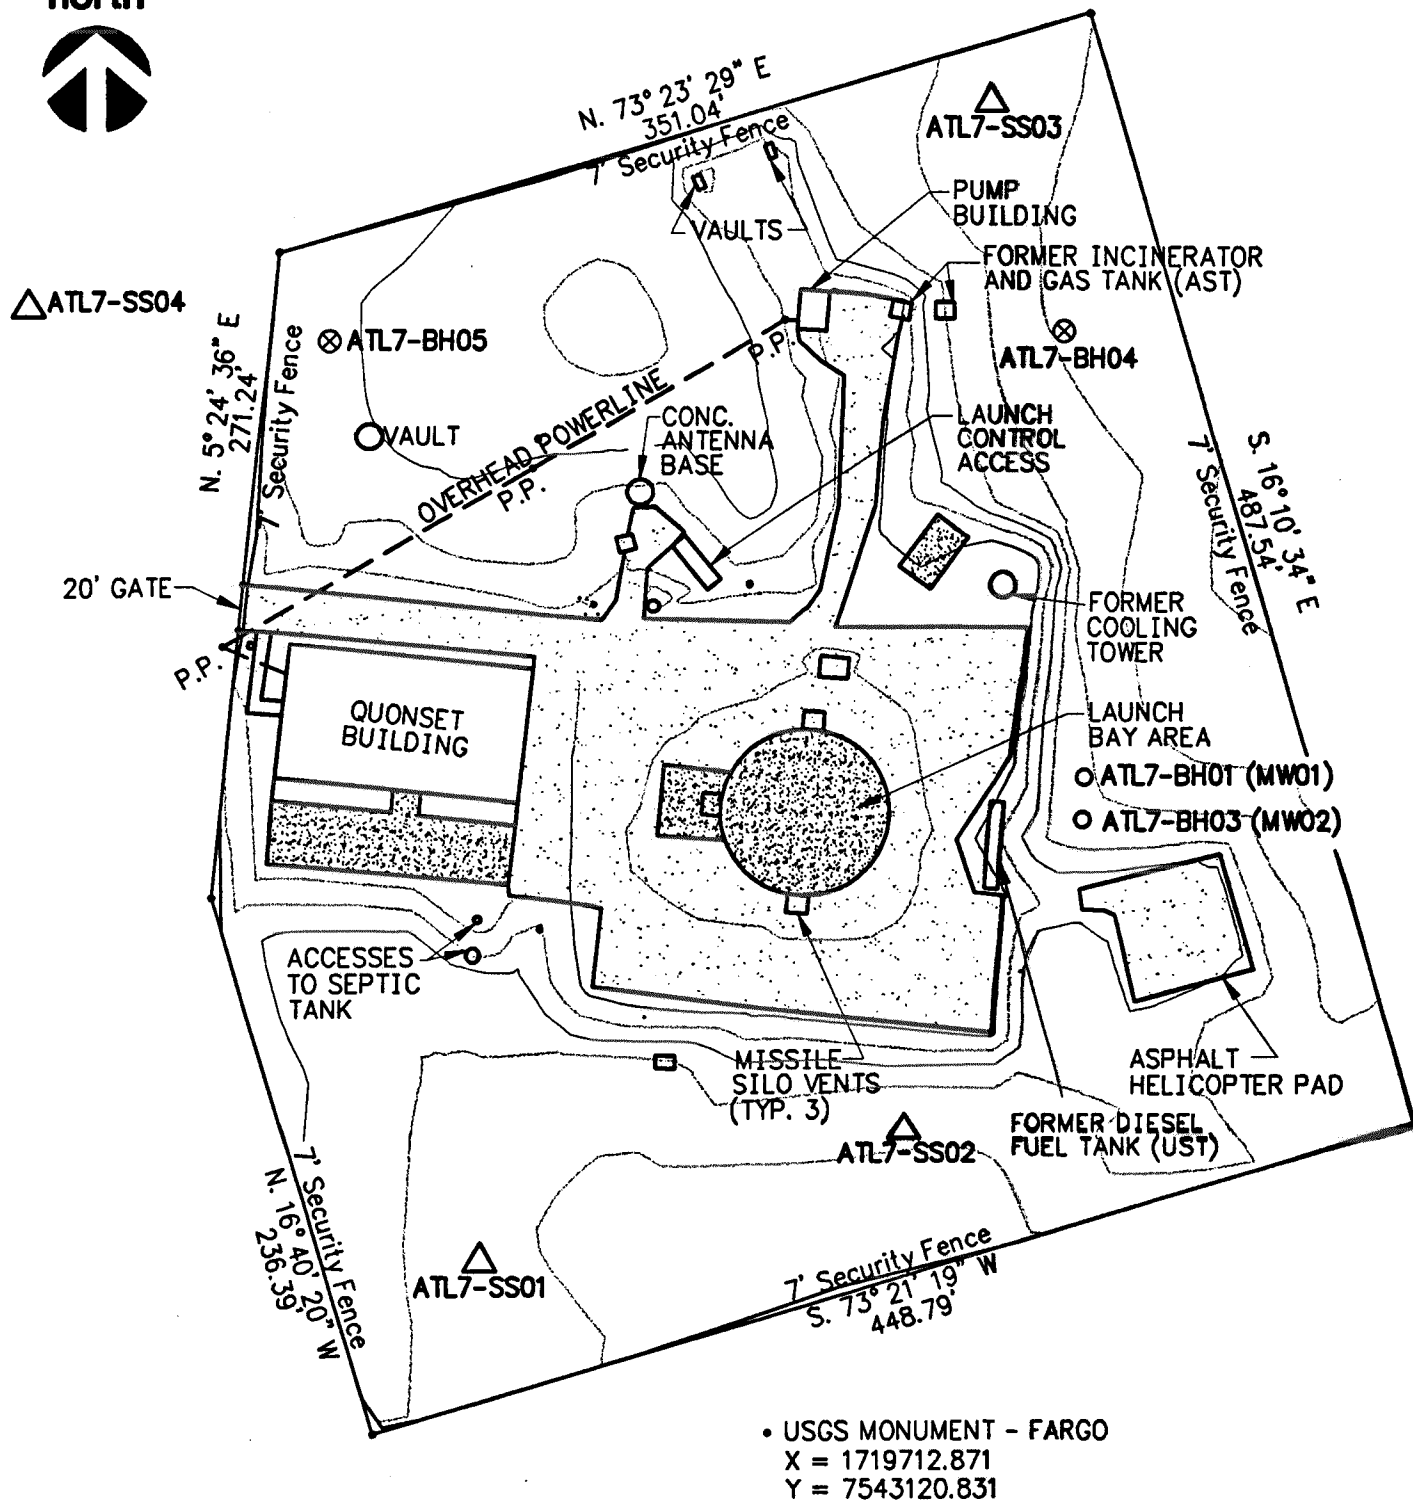 north
N. 73° 23' 29" E
351.04'
7' Security Fence
ATL7-SS03
PUMP
BUILDING
VAULTS
FORMER INCINERATOR
AND GAS TANK (AST)
ATL7-SS04
ATL7-BH05
ATL7-BH04
P.P.
N. 5° 24' 36" E
271.24'
7' Security Fence
VAULT
OVERHEAD POWERLINE
P.P.
CONC.
ANTENNA
BASE
LAUNCH
CONTROL
ACCESS
S. 16° 10' 34" E
487.54'
7' Security Fence
20' GATE
FORMER
COOLING
TOWER
P.P.
QUONSET
BUILDING
LAUNCH
BAY AREA
ATL7-BH01 (MW01)
ATL7-BH03 (MW02)
ACCESSES
TO SEPTIC
TANK
MISSILE
SILO VENTS
(TYP. 3)
ASPHALT
HELICOPTER PAD
FORMER DIESEL
FUEL TANK (UST)
ATL7-SS02
7' Security Fence
N. 16° 40' 20" W
236.39'
ATL7-SS01
7' Security Fence
S. 73° 21' 19" W
448.79'
• USGS MONUMENT - FARGO
X = 1719712.871
Y = 7543120.831